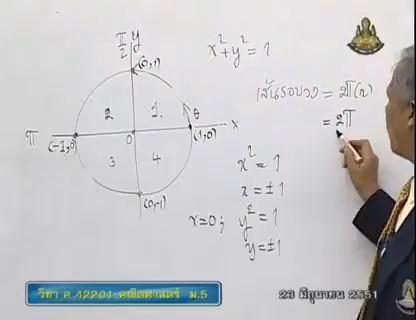 π/2 y
x² + y² = 1
(0,1)
2 1.
เส้นรอบวง = 2π(r)
= 2π
θ
π (-1,0) 0 (1,0) x
3 4
x² = 1
x = ±1
(0,-1)
x=0; y² = 1
y = ±1
วิชา ค 42201 คณิตศาสตร์ ม.5
23 มิถุนายน 2551